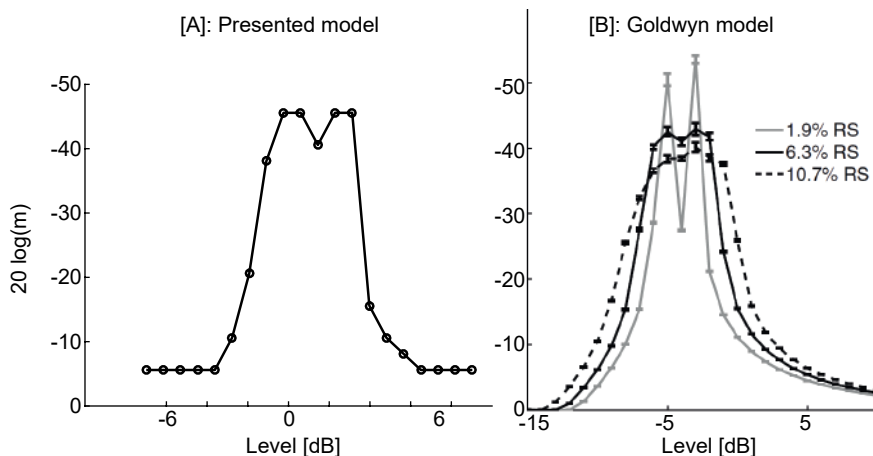 [A]: Presented model
20 log(m)
-50
-40
-30
-20
-10
0
-6
0
6
Level [dB]
[B]: Goldwyn model
-50
-40
-30
-20
-10
0
-15
-5
5
Level [dB]
1.9% RS
6.3% RS
10.7% RS